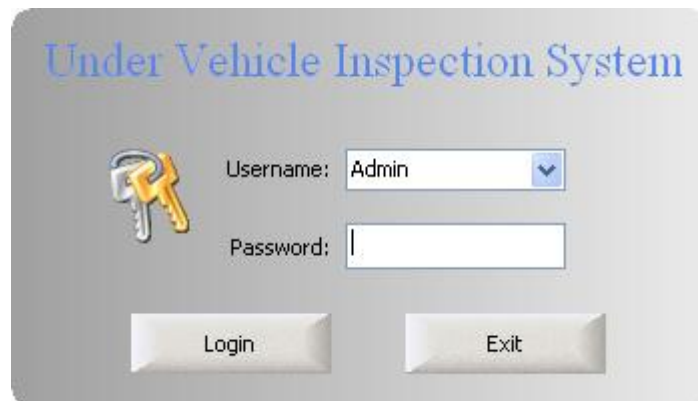 Under Vehicle Inspection System
Username: Admin
Password:
Login Exit